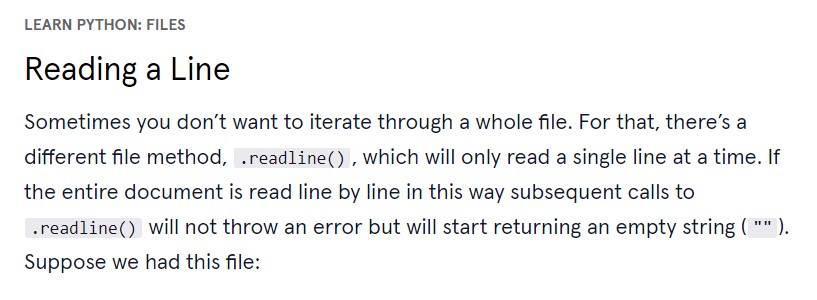 LEARN PYTHON: FILES
Reading a Line
Sometimes you don’t want to iterate through a whole file. For that, there’s a
different file method, .readline(), which will only read a single line at a time. If
the entire document is read line by line in this way subsequent calls to
.readline() will not throw an error but will start returning an empty string ("").
Suppose we had this file: